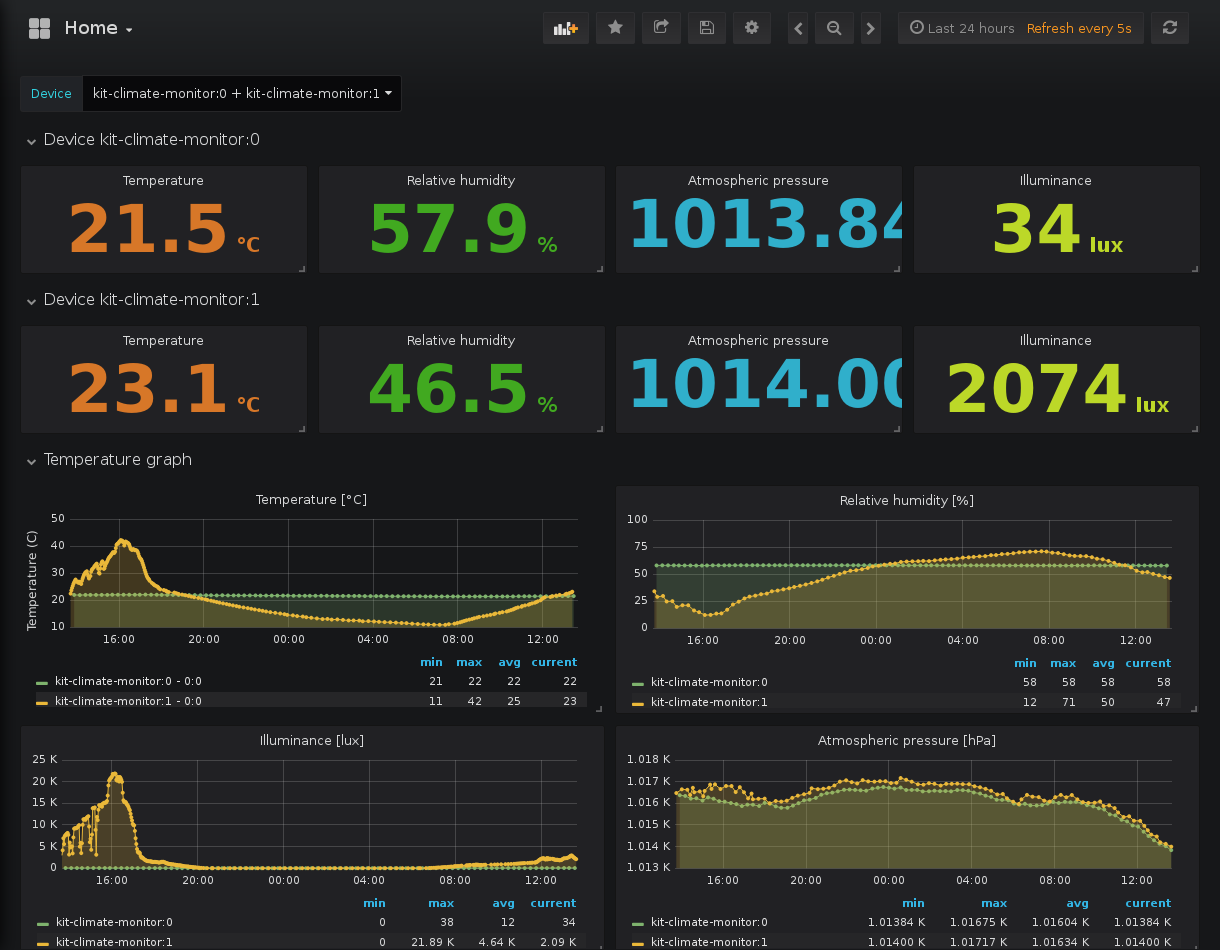 Home
Last 24 hours Refresh every 5s
Device kit-climate-monitor:0 + kit-climate-monitor:1
Device kit-climate-monitor:0
Temperature Relative humidity Atmospheric pressure Illuminance
21.5 °C 57.9 % 1013.84 34 lux
Device kit-climate-monitor:1
Temperature Relative humidity Atmospheric pressure Illuminance
23.1 °C 46.5 % 1014.00 2074 lux
Temperature graph
Temperature [°C]
Temperature (C)
50
40
30
20
10
16:00 20:00 00:00 04:00 08:00 12:00
min max avg current
kit-climate-monitor:0 - 0:0 21 22 22 22
kit-climate-monitor:1 - 0:0 11 42 25 23
Relative humidity [%]
100
75
50
25
0
16:00 20:00 00:00 04:00 08:00 12:00
min max avg current
kit-climate-monitor:0 58 58 58 58
kit-climate-monitor:1 12 71 50 47
Illuminance [lux]
25 K
20 K
15 K
10 K
5 K
0
16:00 20:00 00:00 04:00 08:00 12:00
min max avg current
kit-climate-monitor:0 0 38 12 34
kit-climate-monitor:1 0 21.89 K 4.64 K 2.09 K
Atmospheric pressure [hPa]
1.018 K
1.017 K
1.016 K
1.015 K
1.014 K
1.013 K
16:00 20:00 00:00 04:00 08:00 12:00
min max avg current
kit-climate-monitor:0 1.01384 K 1.01675 K 1.01604 K 1.01384 K
kit-climate-monitor:1 1.01400 K 1.01717 K 1.01634 K 1.01400 K